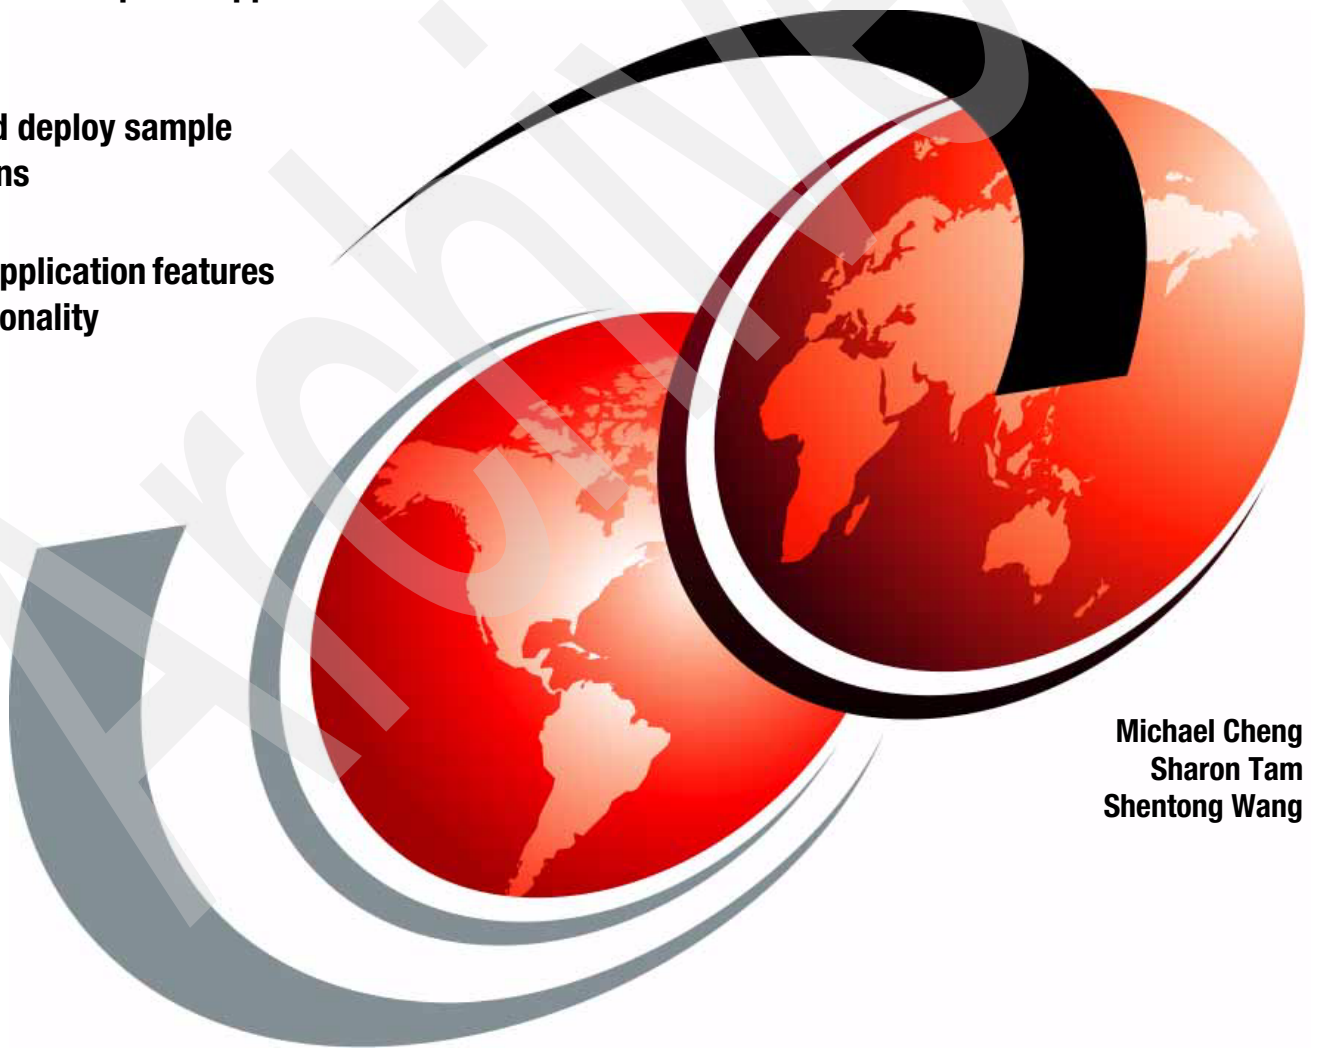 d deploy sample
ns
pplication features
onality
Michael Cheng
Sharon Tam
Shentong Wang